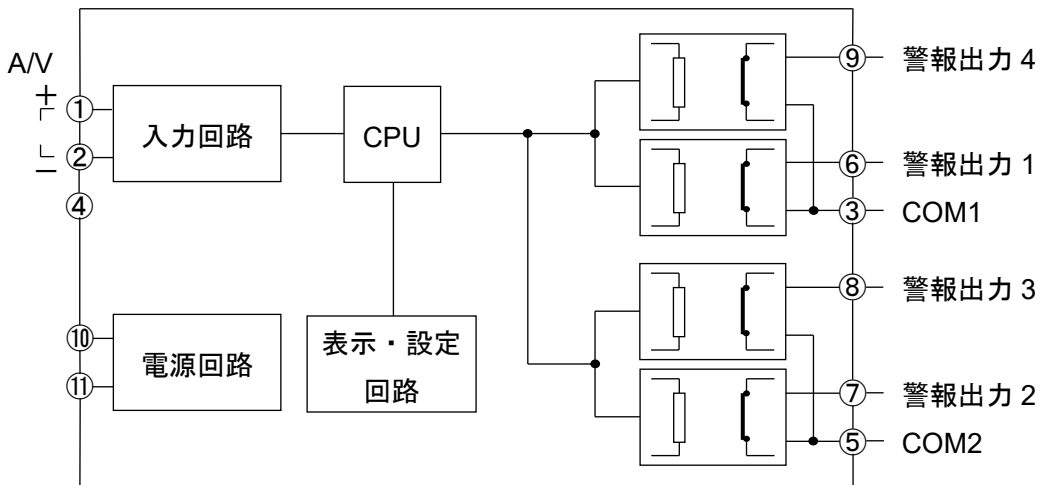 A/V
+
①
−
②
④
⑩
⑪
入力回路
CPU
電源回路
表示・設定
回路
⑨ 警報出力 4
⑥ 警報出力 1
③ COM1
⑧ 警報出力 3
⑦ 警報出力 2
⑤ COM2